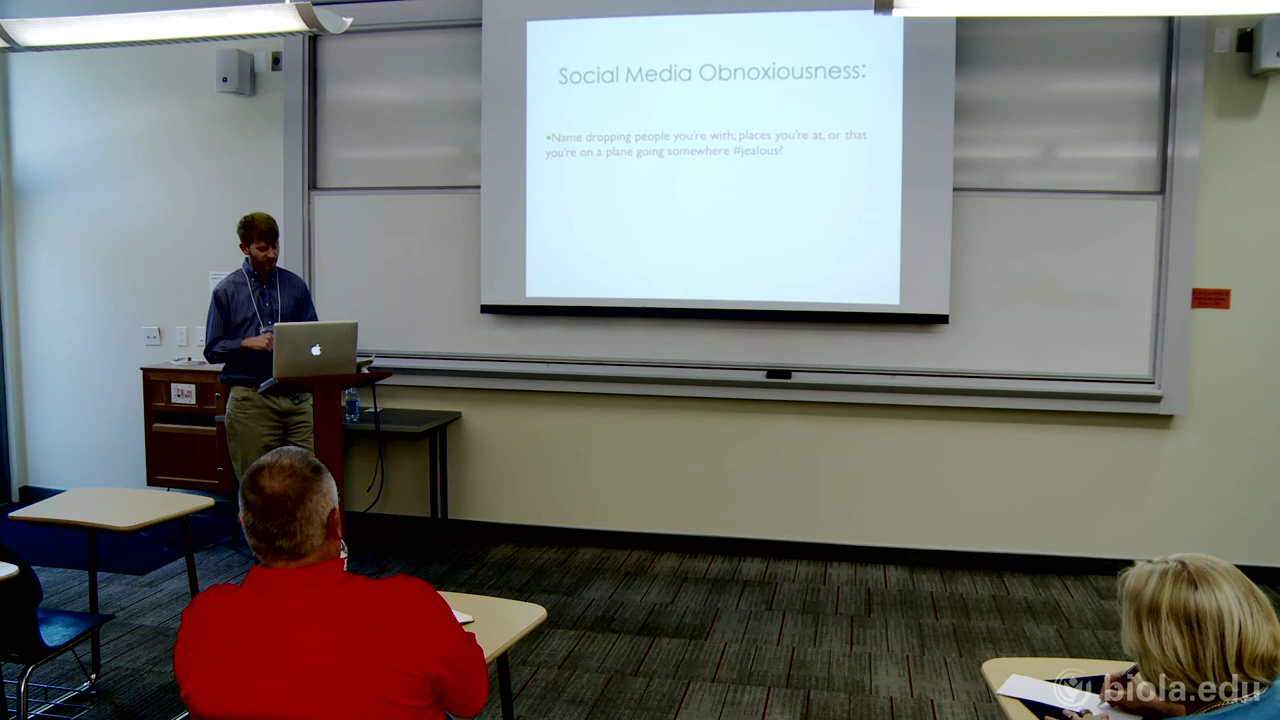 Social Media Obnoxiousness:
•Name dropping people you're with, places you're at, or that
you're on a plane going somewhere #jealous?
biola.edu